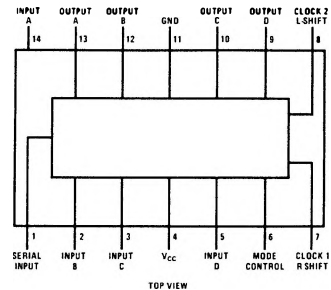 INPUT OUTPUT OUTPUT GND OUTPUT OUTPUT CLOCK 2
A A B C D L-SHIFT
14 13 12 11 10 9 8
1 2 3 4 5 6 7
SERIAL INPUT INPUT VCC INPUT MODE CLOCK 1
INPUT B C D CONTROL R SHIFT
TOP VIEW